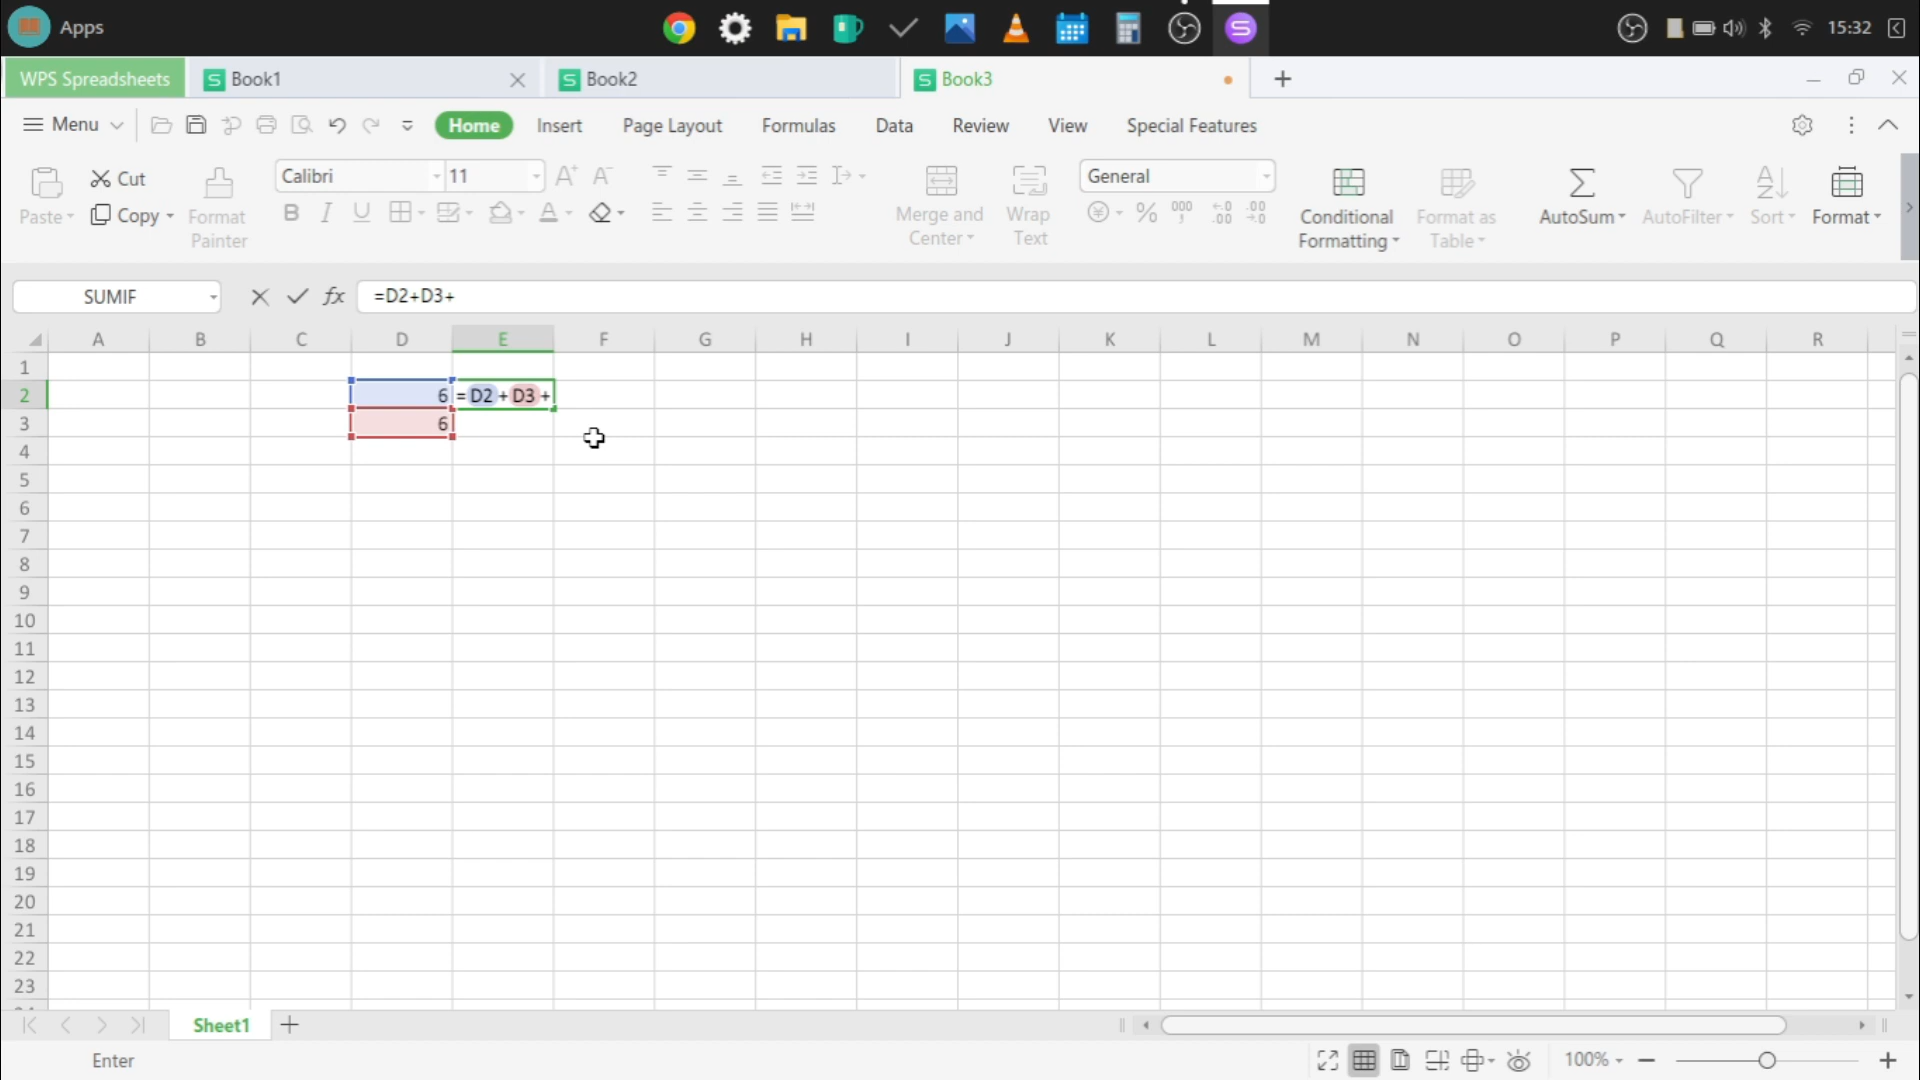 Apps 15:32
WPS Spreadsheets Book1 Book2 Book3
Menu Home Insert Page Layout Formulas Data Review View Special Features
Paste Cut Copy Format Painter
Calibri 11
Merge and Center
Wrap Text
General
Conditional Formatting
Format as Table
AutoSum AutoFilter Sort Format
SUMIF fx =D2+D3+
A B C D E F G H I J K L M N O P Q R
1
2 6 =D2+D3+
3 6
4
5
6
7
8
9
10
11
12
13
14
15
16
17
18
19
20
21
22
23
Sheet1
Enter 100%